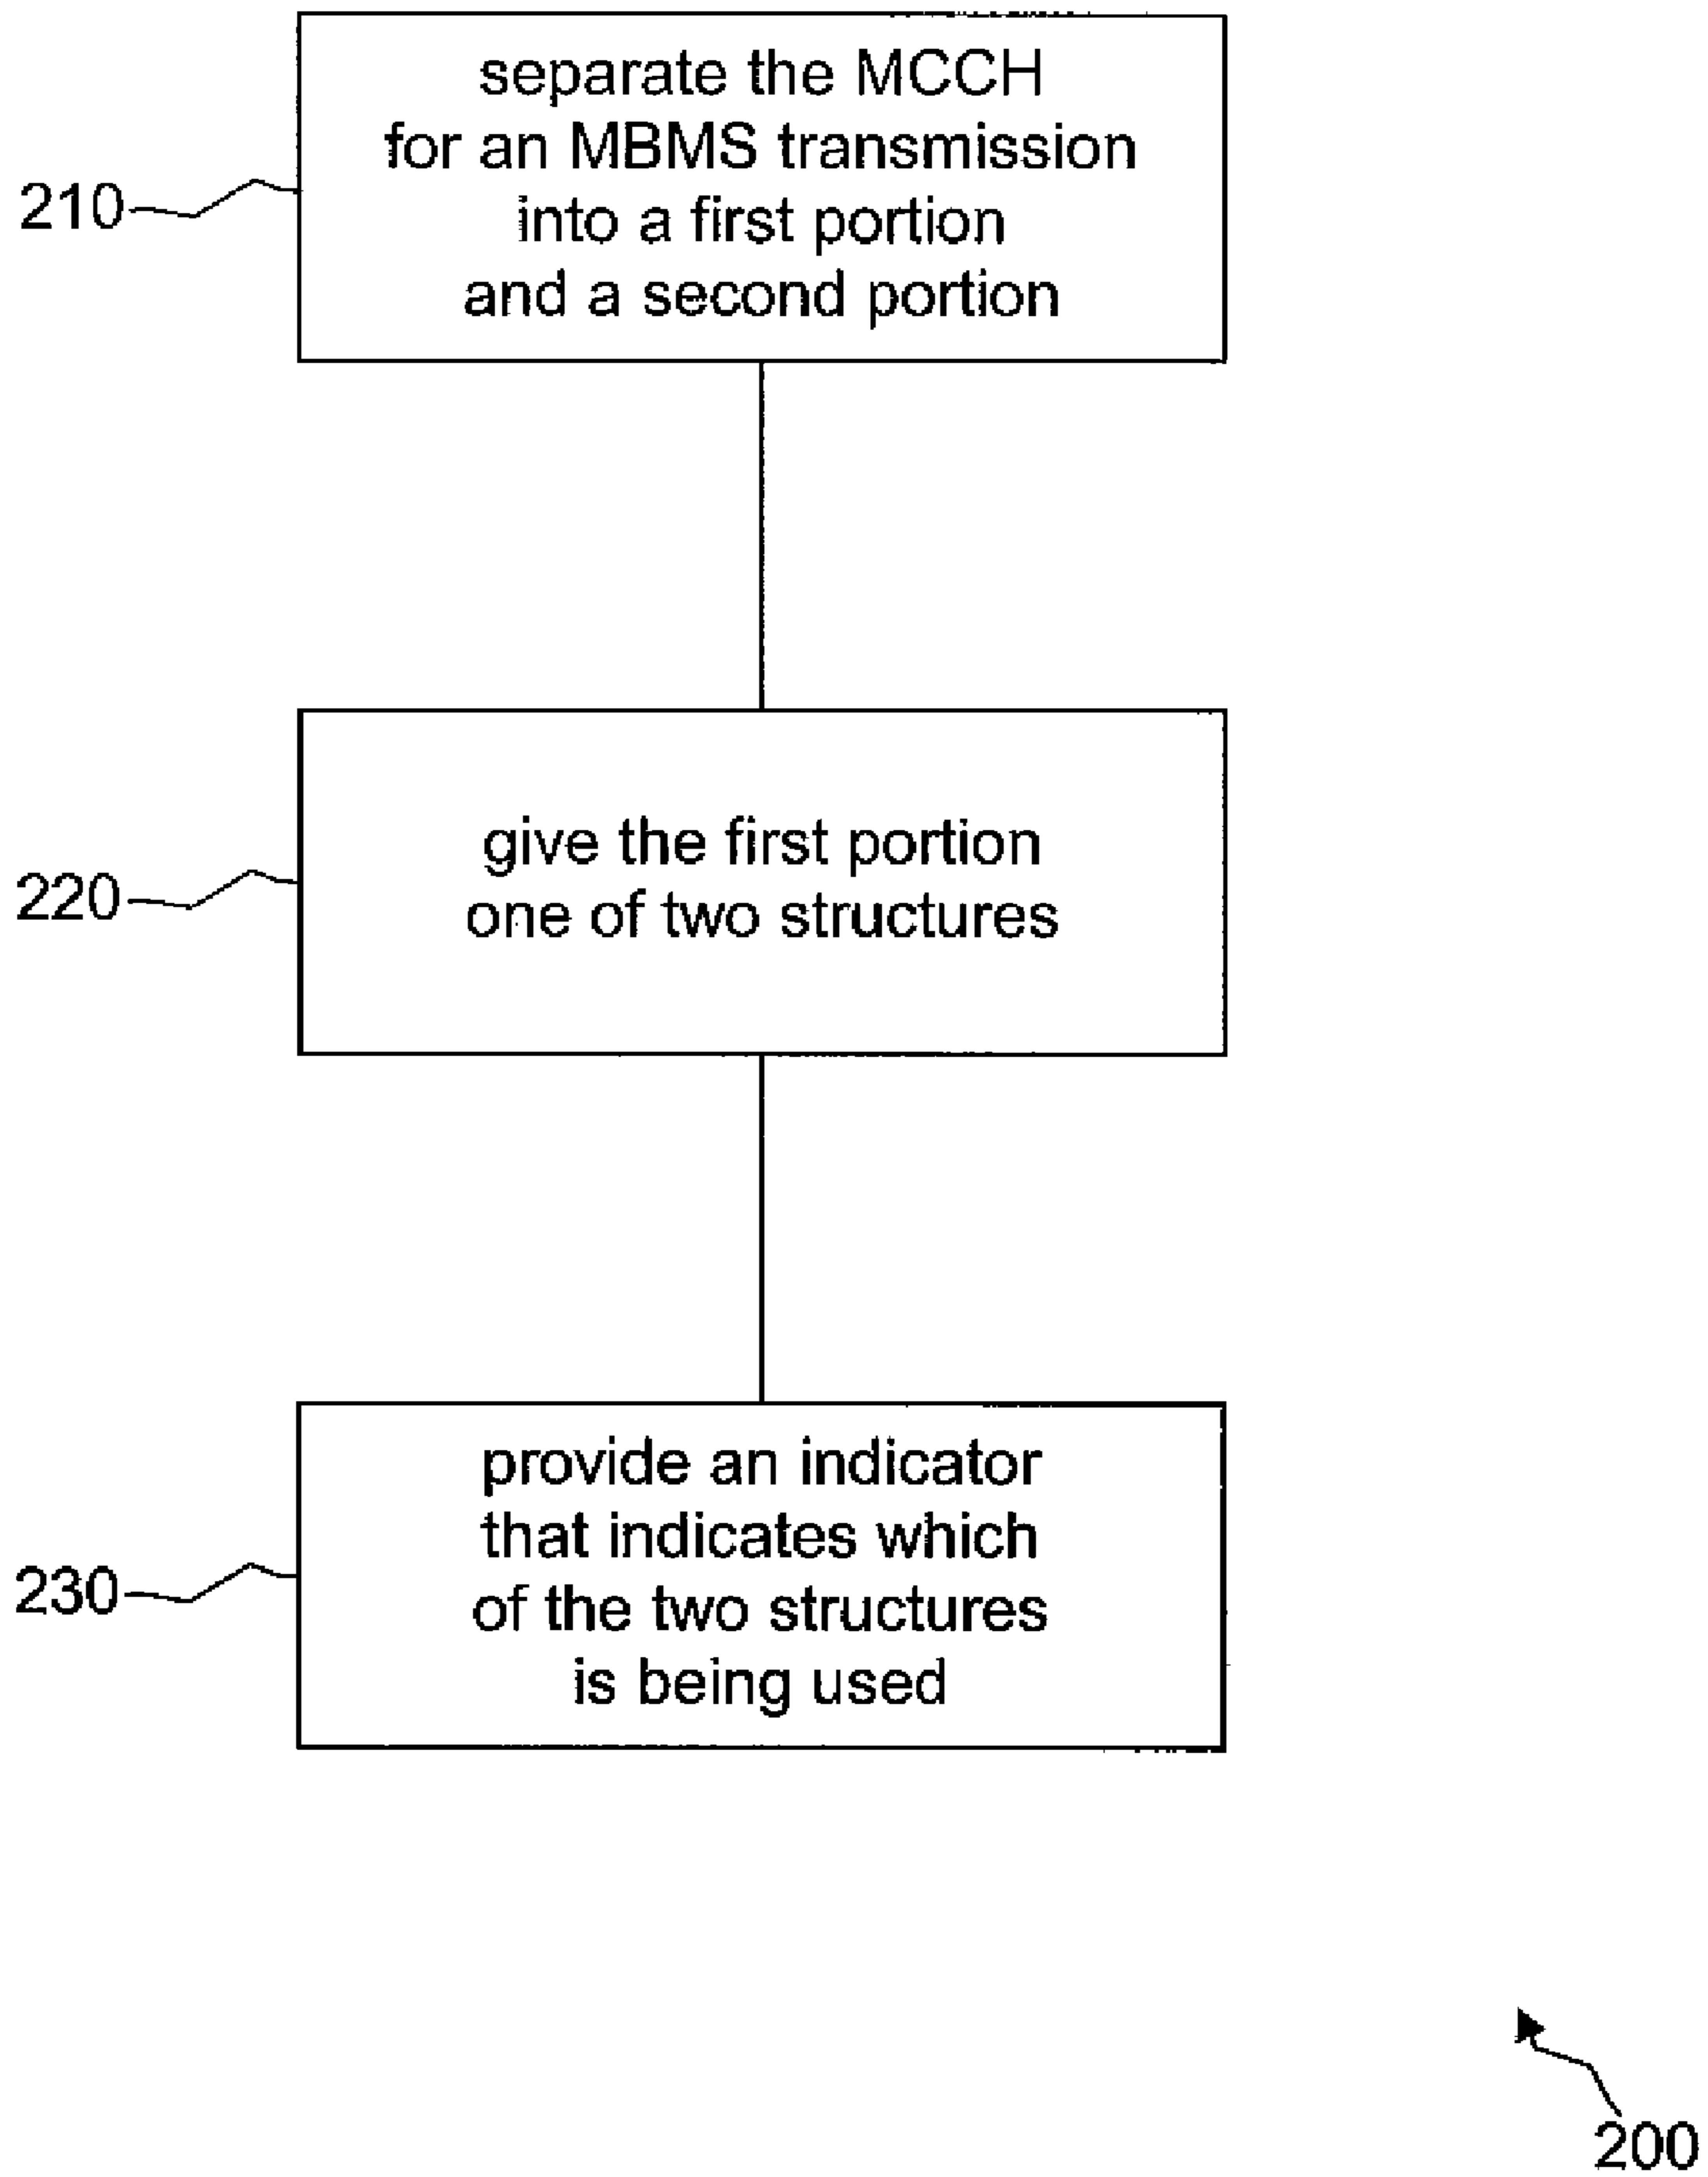 separate the MCCH
for an MBMS transmission
into a first portion
and a second portion
210
give the first portion
one of two structures
220
provide an indicator
that indicates which
of the two structures
is being used
230
200